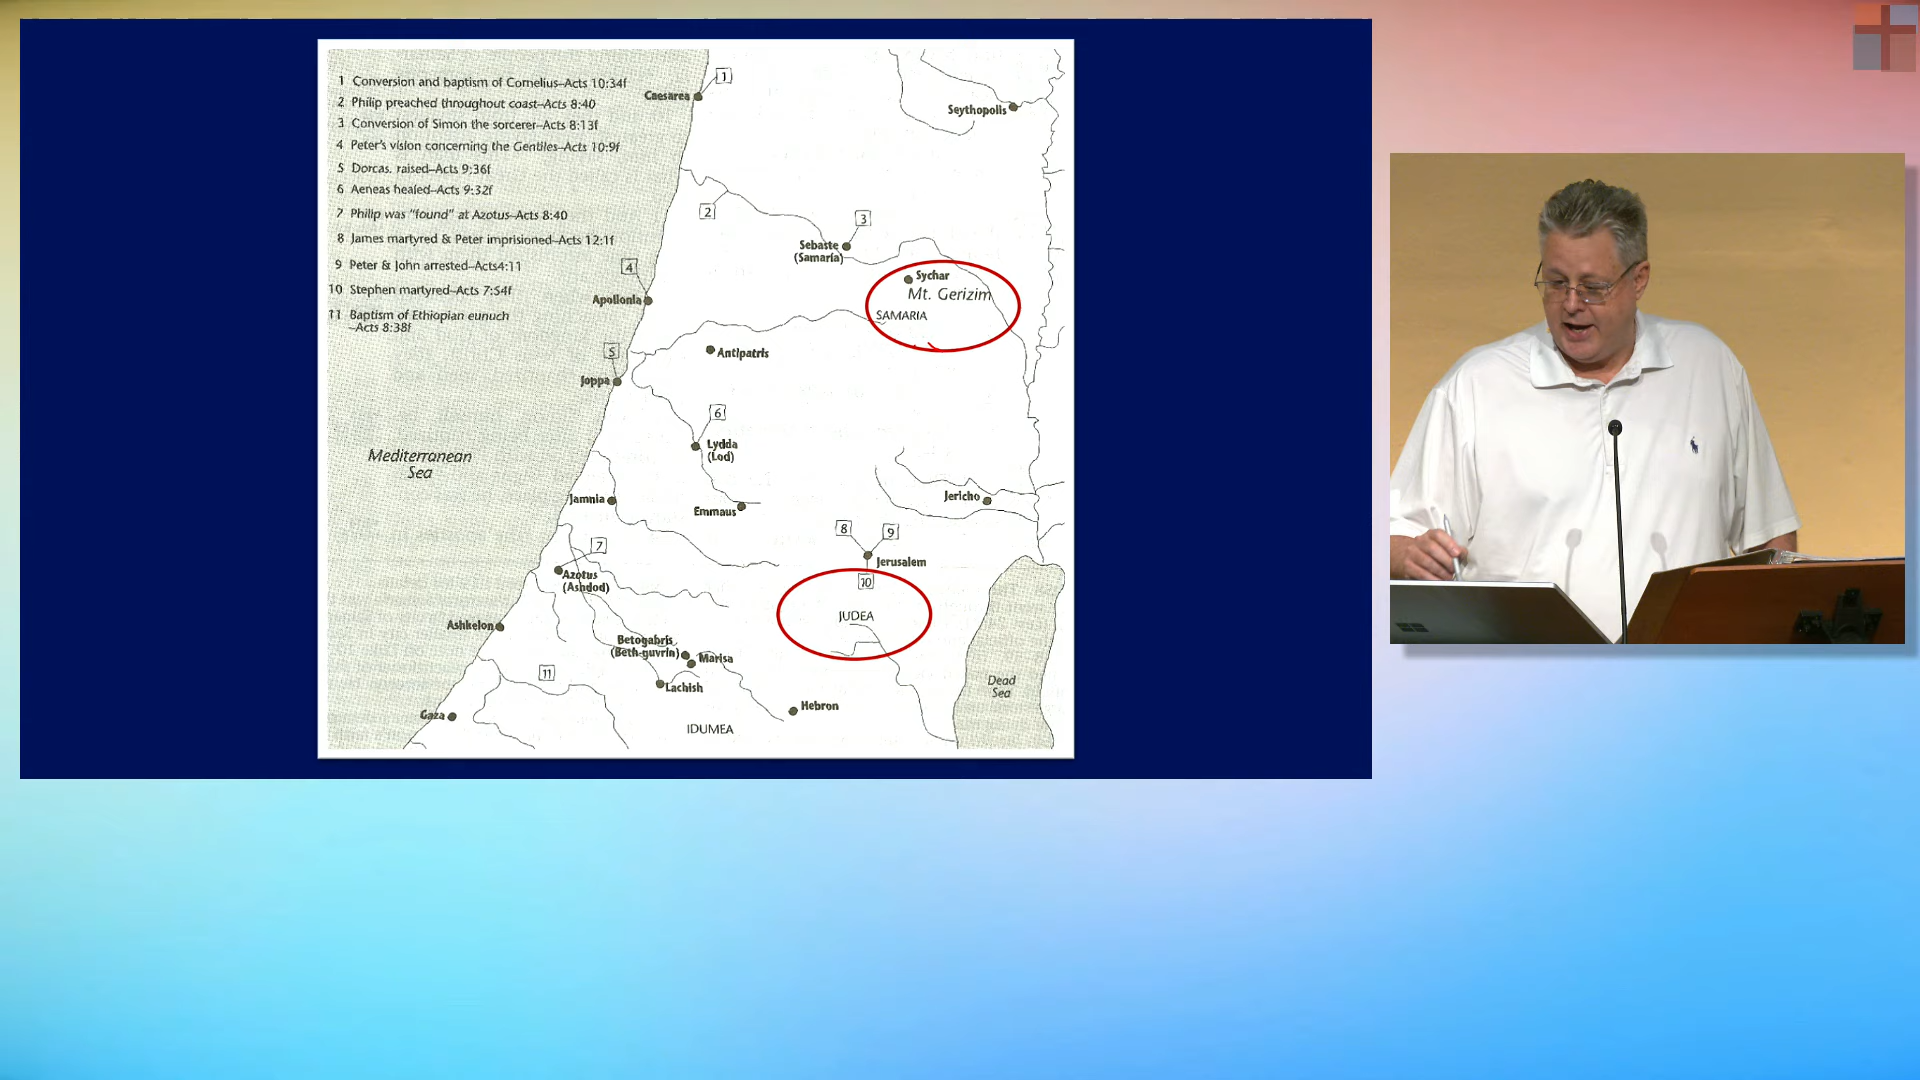 1 Conversion and baptism of Cornelius–Acts 10:34f
2 Philip preached throughout coast–Acts 8:40
3 Conversion of Simon the sorcerer–Acts 8:13f
4 Peter's vision concerning the Gentiles–Acts 10:9f
5 Dorcas. raised–Acts 9:36f
6 Aeneas healed–Acts 9:32f
7 Philip was "found" at Azotus–Acts 8:40
8 James martyred & Peter imprisioned–Acts 12:1f
9 Peter & John arrested–Acts4:11
10 Stephen martyred–Acts 7:54f
11 Baptism of Ethiopian eunuch
–Acts 8:38f
1
Caesarea
Seythopolis
2
3
Sebaste
(Samaria)
4
Apollonia
Sychar
Mt. Gerizim
SAMARIA
5
Antipatris
Joppa
6
Lydda
(Lod)
Mediterranean
Sea
Jamnia
Emmaus
Jericho
8
9
Jerusalem
10
7
Azotus
(Ashdod)
JUDEA
Ashkelon
Betogabris
(Beth-guvrin)
Marisa
11
Lachish
Dead
Sea
Gaza
Hebron
IDUMEA